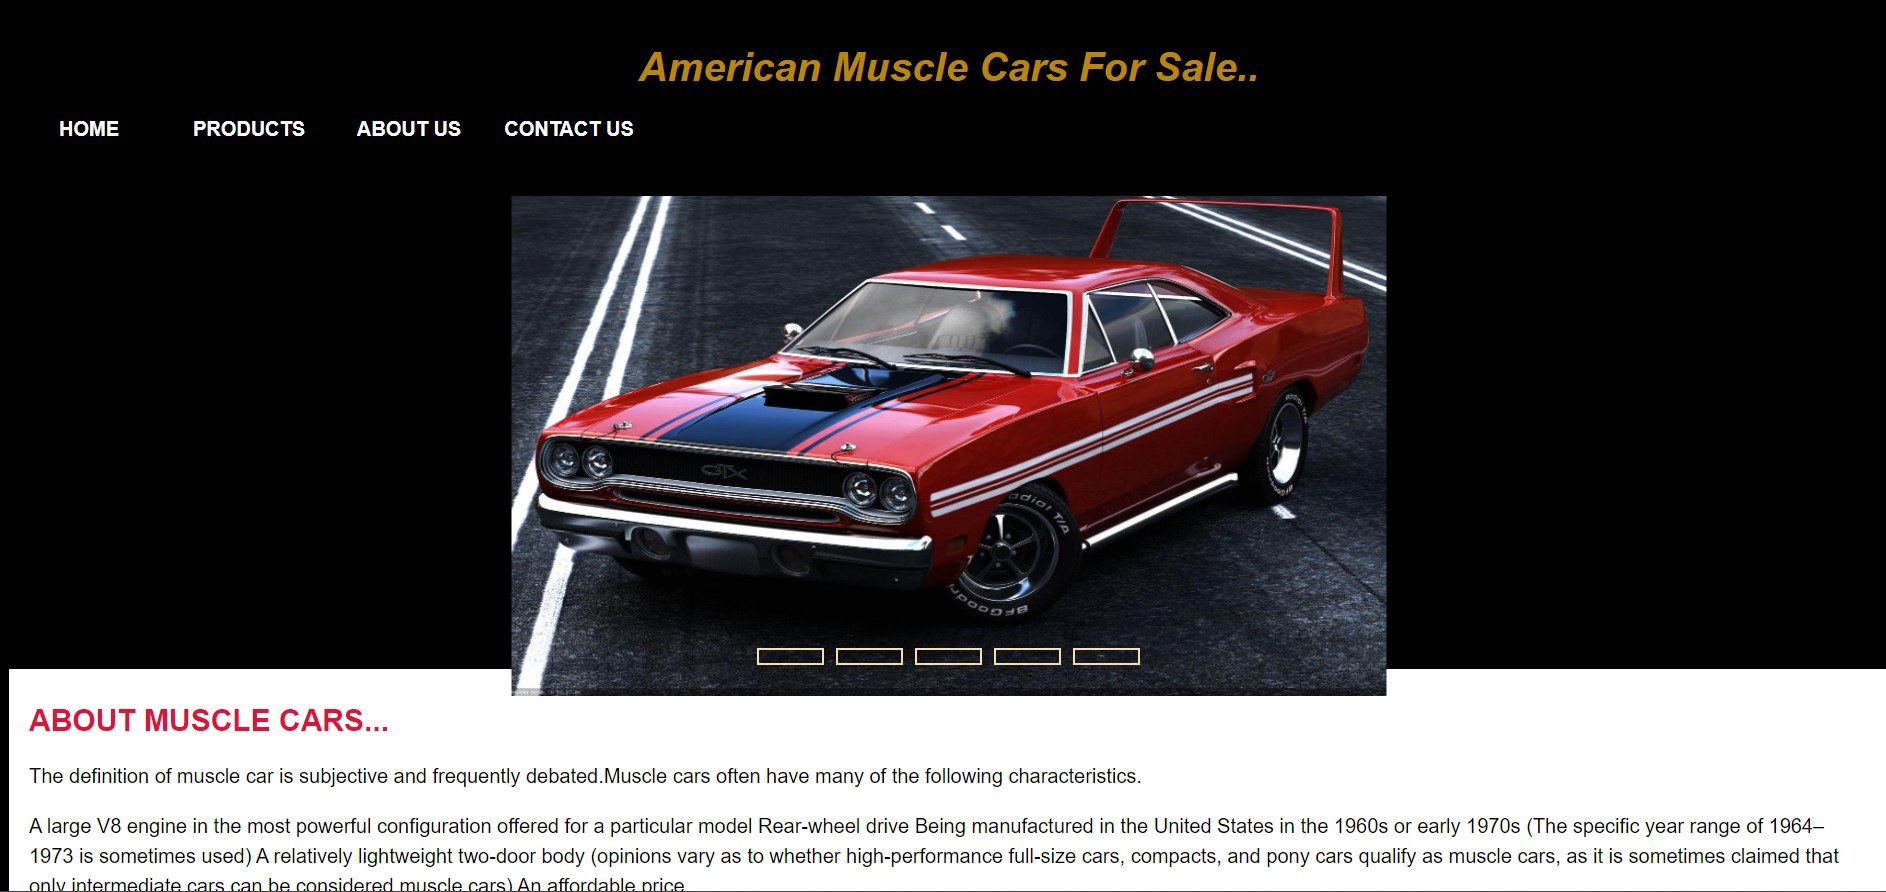 American Muscle Cars For Sale..
HOME PRODUCTS ABOUT US CONTACT US
GTX
Radial T/A
BFGoodri
ABOUT MUSCLE CARS...
The definition of muscle car is subjective and frequently debated.Muscle cars often have many of the following characteristics.
A large V8 engine in the most powerful configuration offered for a particular model Rear-wheel drive Being manufactured in the United States in the 1960s or early 1970s (The specific year range of 1964–
1973 is sometimes used) A relatively lightweight two-door body (opinions vary as to whether high-performance full-size cars, compacts, and pony cars qualify as muscle cars, as it is sometimes claimed that
only intermediate cars can be considered muscle cars) An affordable price